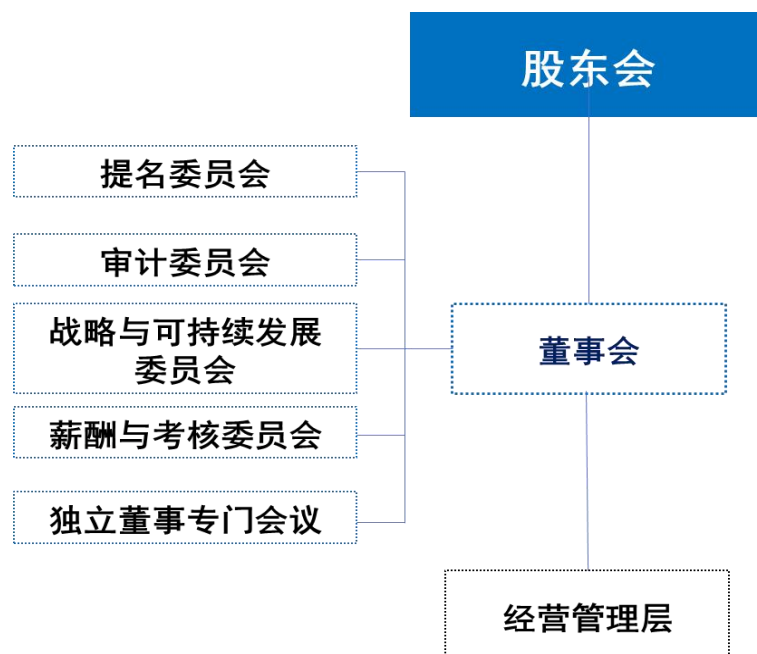 股东会
提名委员会
审计委员会
战略与可持续发展
委员会
董事会
薪酬与考核委员会
独立董事专门会议
经营管理层